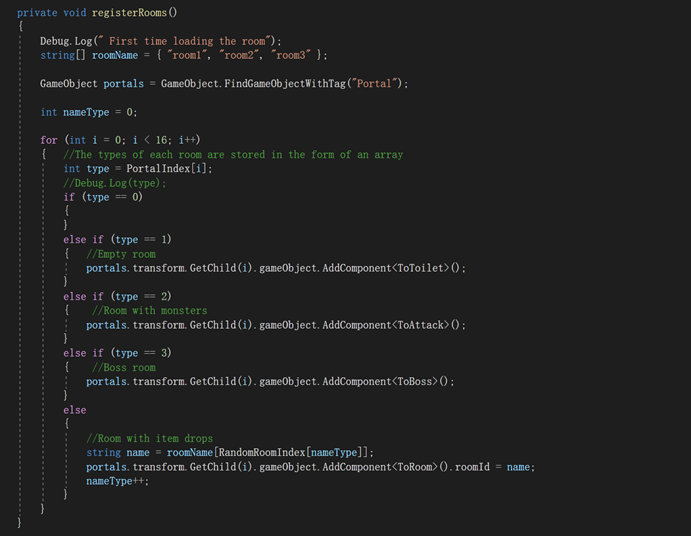 private void registerRooms()
{
Debug.Log(" First time loading the room");
string[] roomName = { "room1", "room2", "room3" };
GameObject portals = GameObject.FindGameObjectWithTag("Portal");
int nameType = 0;
for (int i = 0; i < 16; i++)
{ //The types of each room are stored in the form of an array
int type = PortalIndex[i];
//Debug.Log(type);
if (type == 0)
{
}
else if (type == 1)
{ //Empty room
portals.transform.GetChild(i).gameObject.AddComponent<ToToilet>();
}
else if (type == 2)
{ //Room with monsters
portals.transform.GetChild(i).gameObject.AddComponent<ToAttack>();
}
else if (type == 3)
{ //Boss room
portals.transform.GetChild(i).gameObject.AddComponent<ToBoss>();
}
else
{
//Room with item drops
string name = roomName[RandomRoomIndex[nameType]];
portals.transform.GetChild(i).gameObject.AddComponent<ToRoom>().roomId = name;
nameType++;
}
}
}